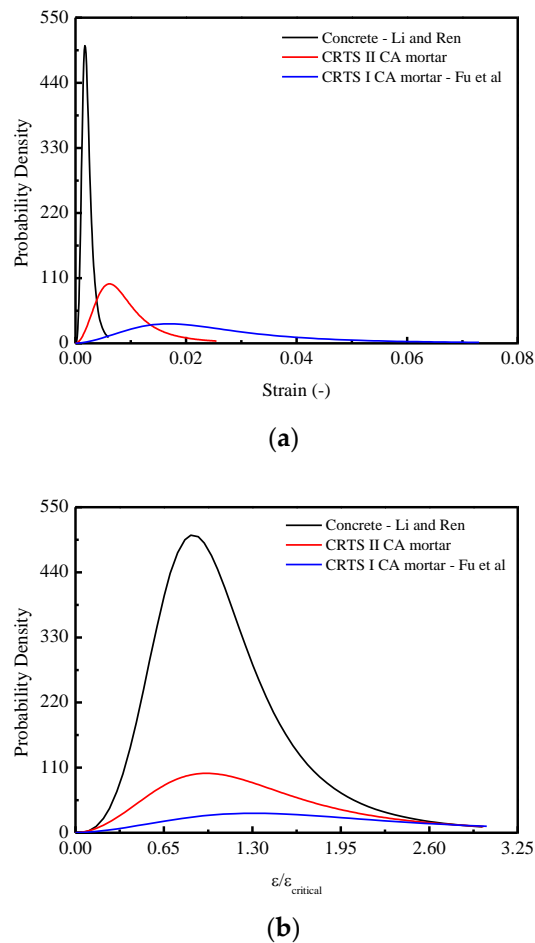 550
440
330
220
110
0
Probability Density
Concrete - Li and Ren
CRTS II CA mortar
CRTS I CA mortar - Fu et al
0.00
0.02
0.04
0.06
0.08
Strain (-)
(a)
550
440
330
220
110
0
Probability Density
Concrete - Li and Ren
CRTS II CA mortar
CRTS I CA mortar - Fu et al
0.00
0.65
1.30
1.95
2.60
3.25
ε/εcritical
(b)